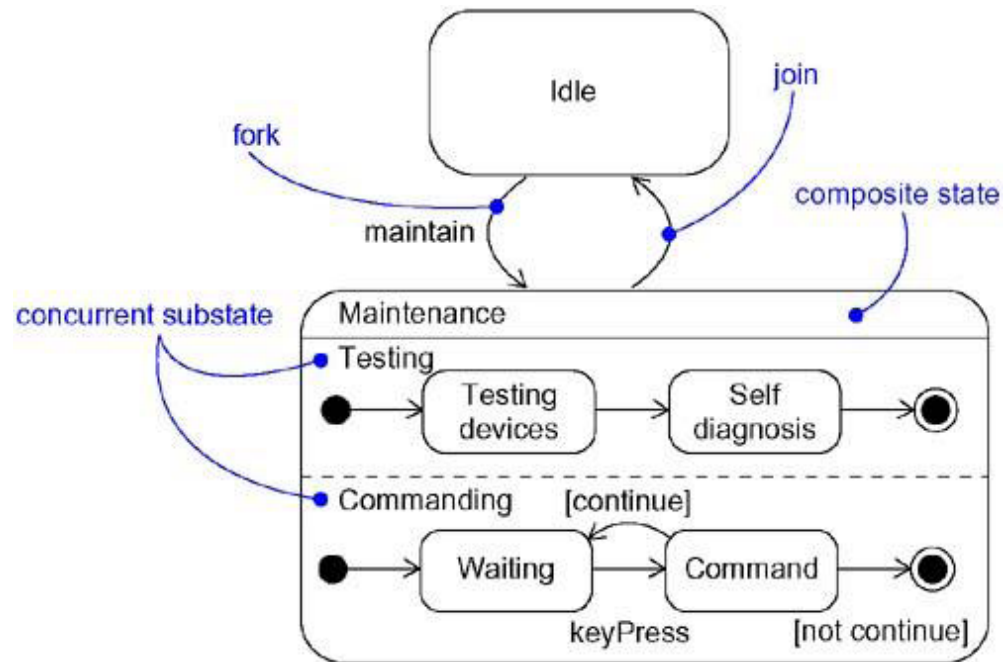 Idle
join
fork
composite state
maintain
concurrent substate
Maintenance
Testing
Testing
devices
Self
diagnosis
Commanding
[continue]
Waiting
Command
keyPress
[not continue]